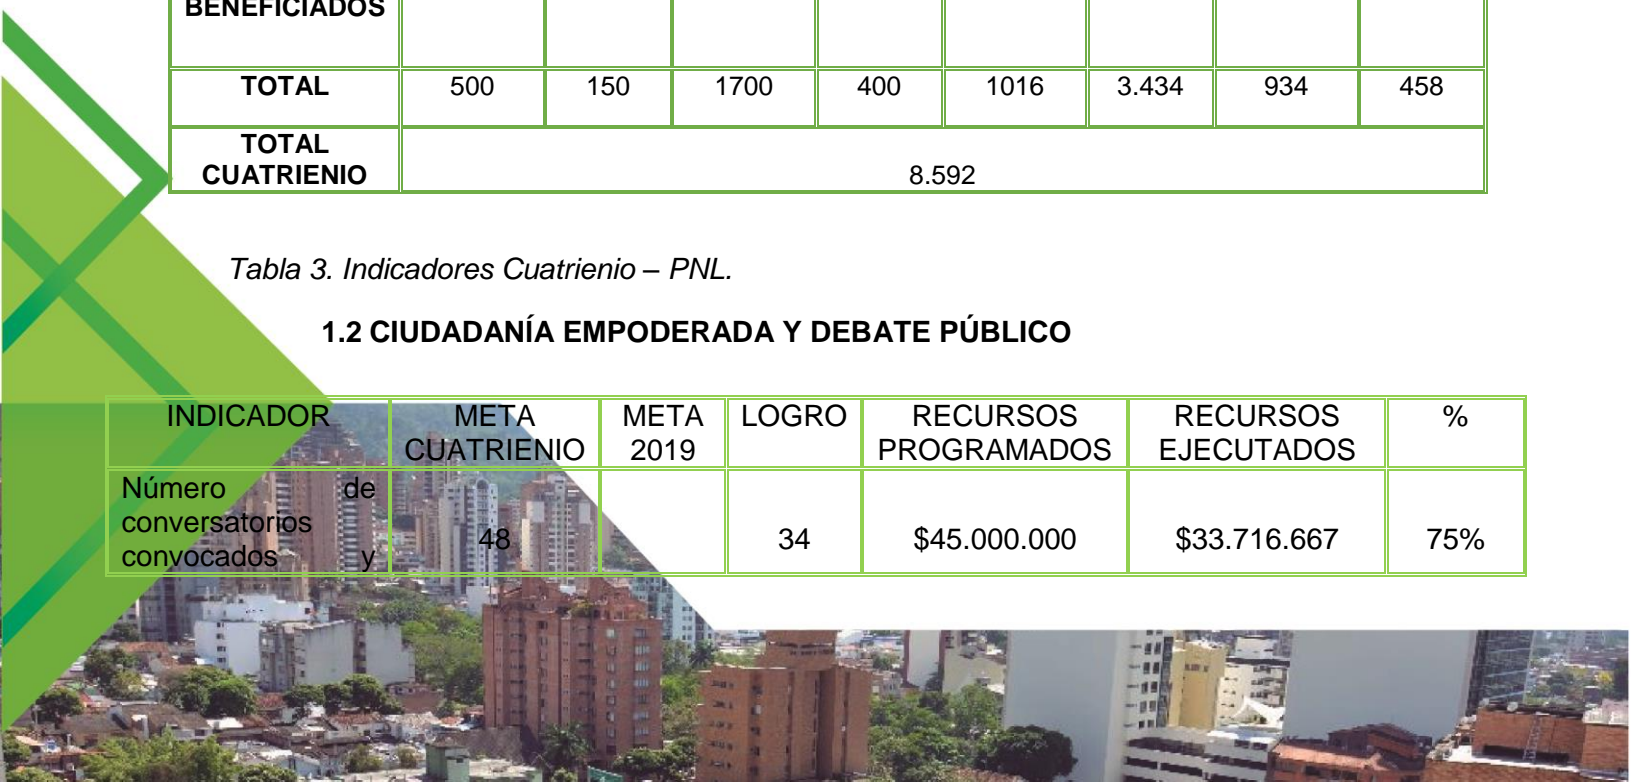 BENEFICIADOS
TOTAL 500 150 1700 400 1016 3.434 934 458
TOTAL
CUATRIENIO 8.592
Tabla 3. Indicadores Cuatrienio – PNL.
1.2 CIUDADANÍA EMPODERADA Y DEBATE PÚBLICO
INDICADOR META CUATRIENIO META 2019 LOGRO RECURSOS PROGRAMADOS RECURSOS EJECUTADOS %
Número de
conversatorios
convocados y 48 34 $45.000.000 $33.716.667 75%